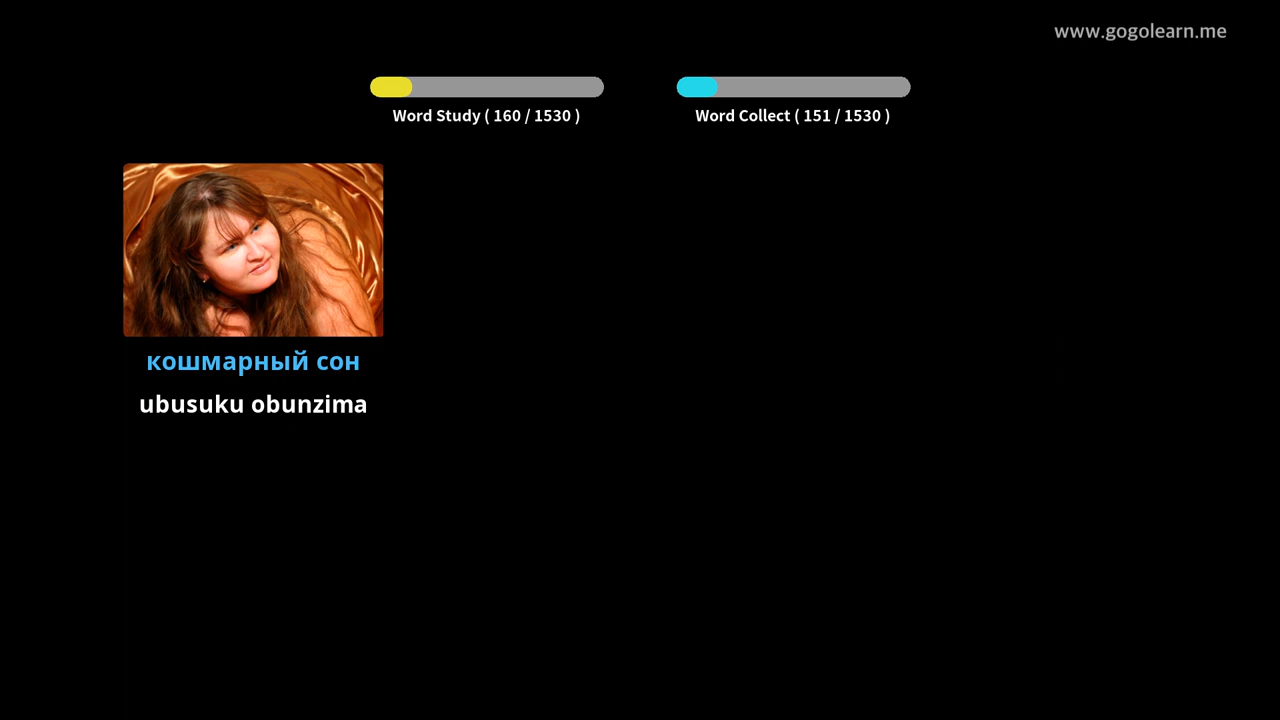 www.gogolearn.me
Word Study ( 160 / 1530 )
Word Collect ( 151 / 1530 )
кошмарный сон
ubusuku obunzima